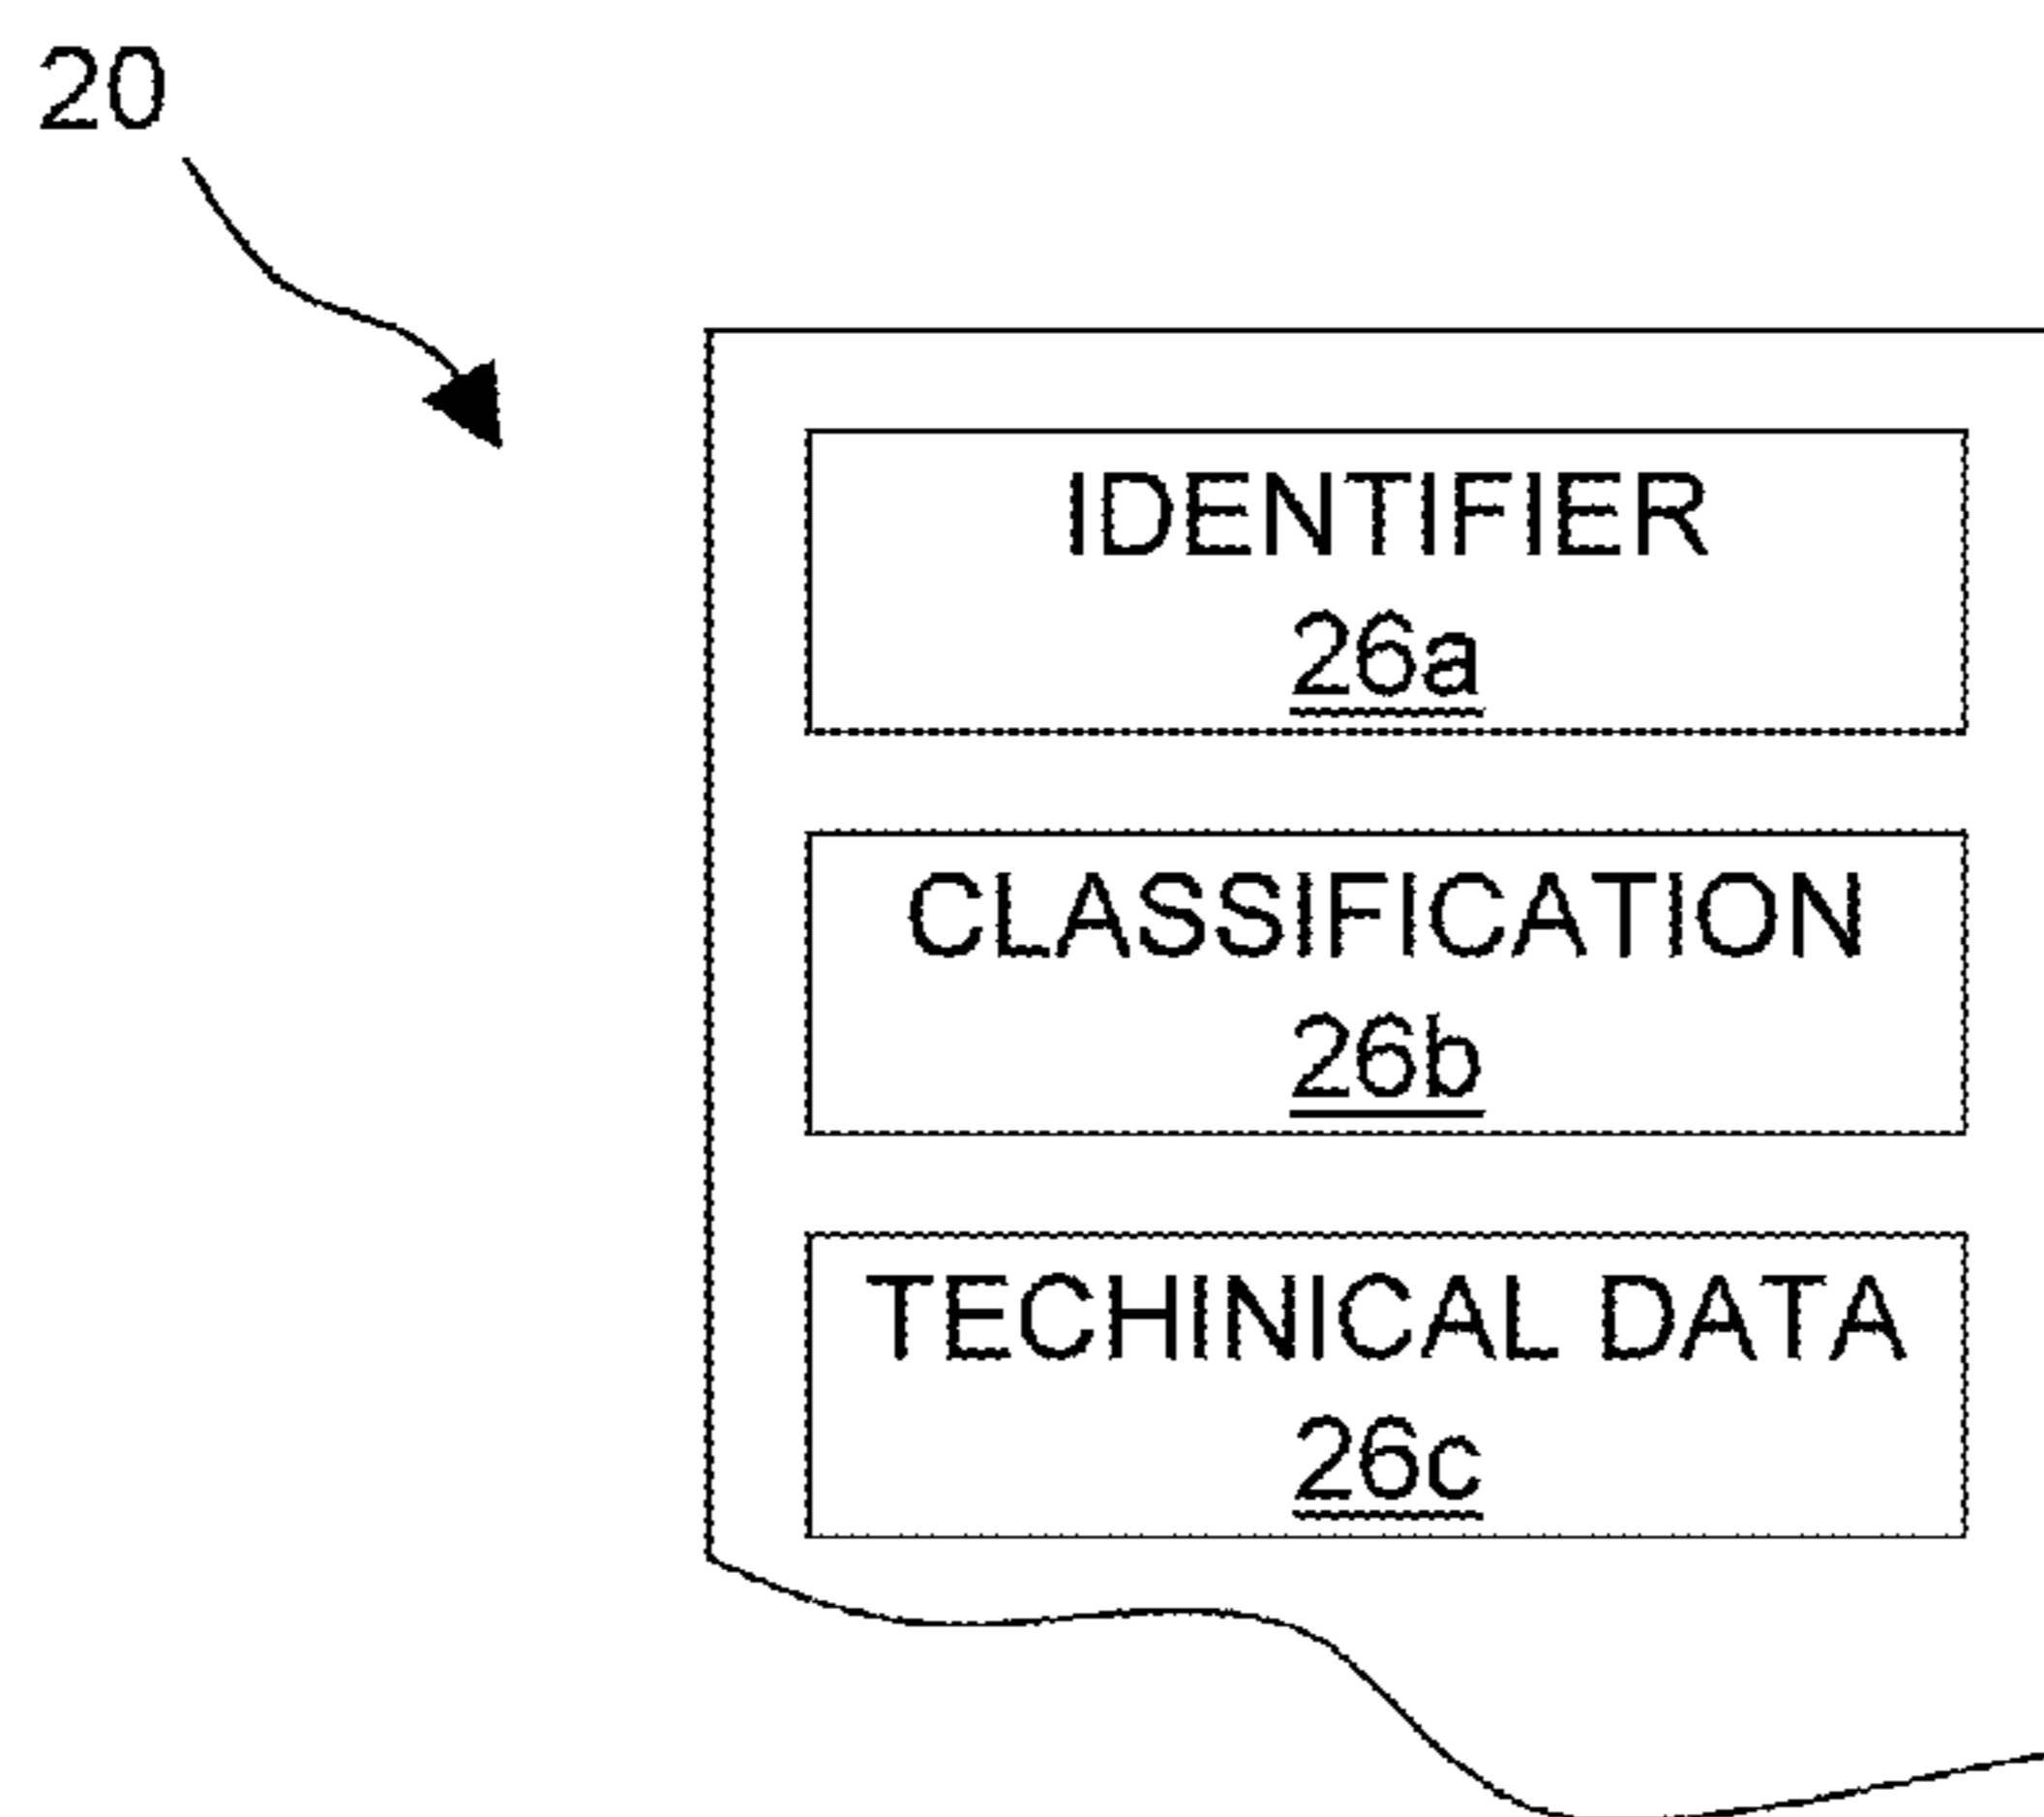 20
IDENTIFIER
26a
CLASSIFICATION
26b
TECHINICAL DATA
26c